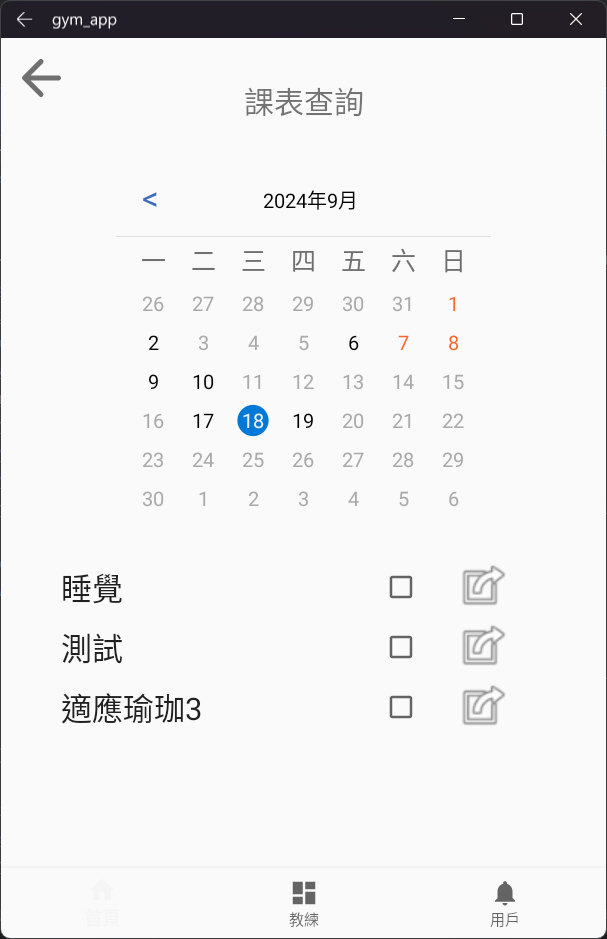 gym_app
課表查詢
< 2024年9月
一 二 三 四 五 六 日
26 27 28 29 30 31 1
2 3 4 5 6 7 8
9 10 11 12 13 14 15
16 17 18 19 20 21 22
23 24 25 26 27 28 29
30 1 2 3 4 5 6
睡覺
測試
適應瑜珈3
首頁 教練 用戶